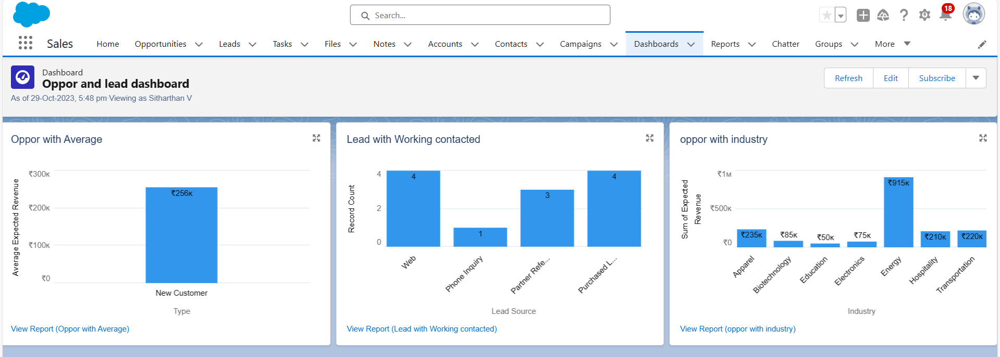 Search...
18
Sales Home Opportunities Leads Tasks Files Notes Accounts Contacts Campaigns Dashboards Reports Chatter Groups More
Dashboard
Oppor and lead dashboard
As of 29-Oct-2023, 5:48 pm·Viewing as Sitharthan V
Refresh Edit Subscribe
Oppor with Average
Average Expected Revenue
₹300K
₹200K
₹100K
₹0
₹256K
New Customer
Type
View Report (Oppor with Average)
Lead with Working contacted
Record Count
4
2
0
4 1 3 4
Web Phone Inquiry Partner Refe... Purchased L...
Lead Source
View Report (Lead with Working contacted)
oppor with industry
Sum of Expected
Revenue
₹1M
₹500K
₹0
₹235K ₹85K ₹50K ₹75K ₹915K ₹210K ₹220K
Apparel Biotechnology Education Electronics Energy Hospitality Transportation
Industry
View Report (oppor with industry)